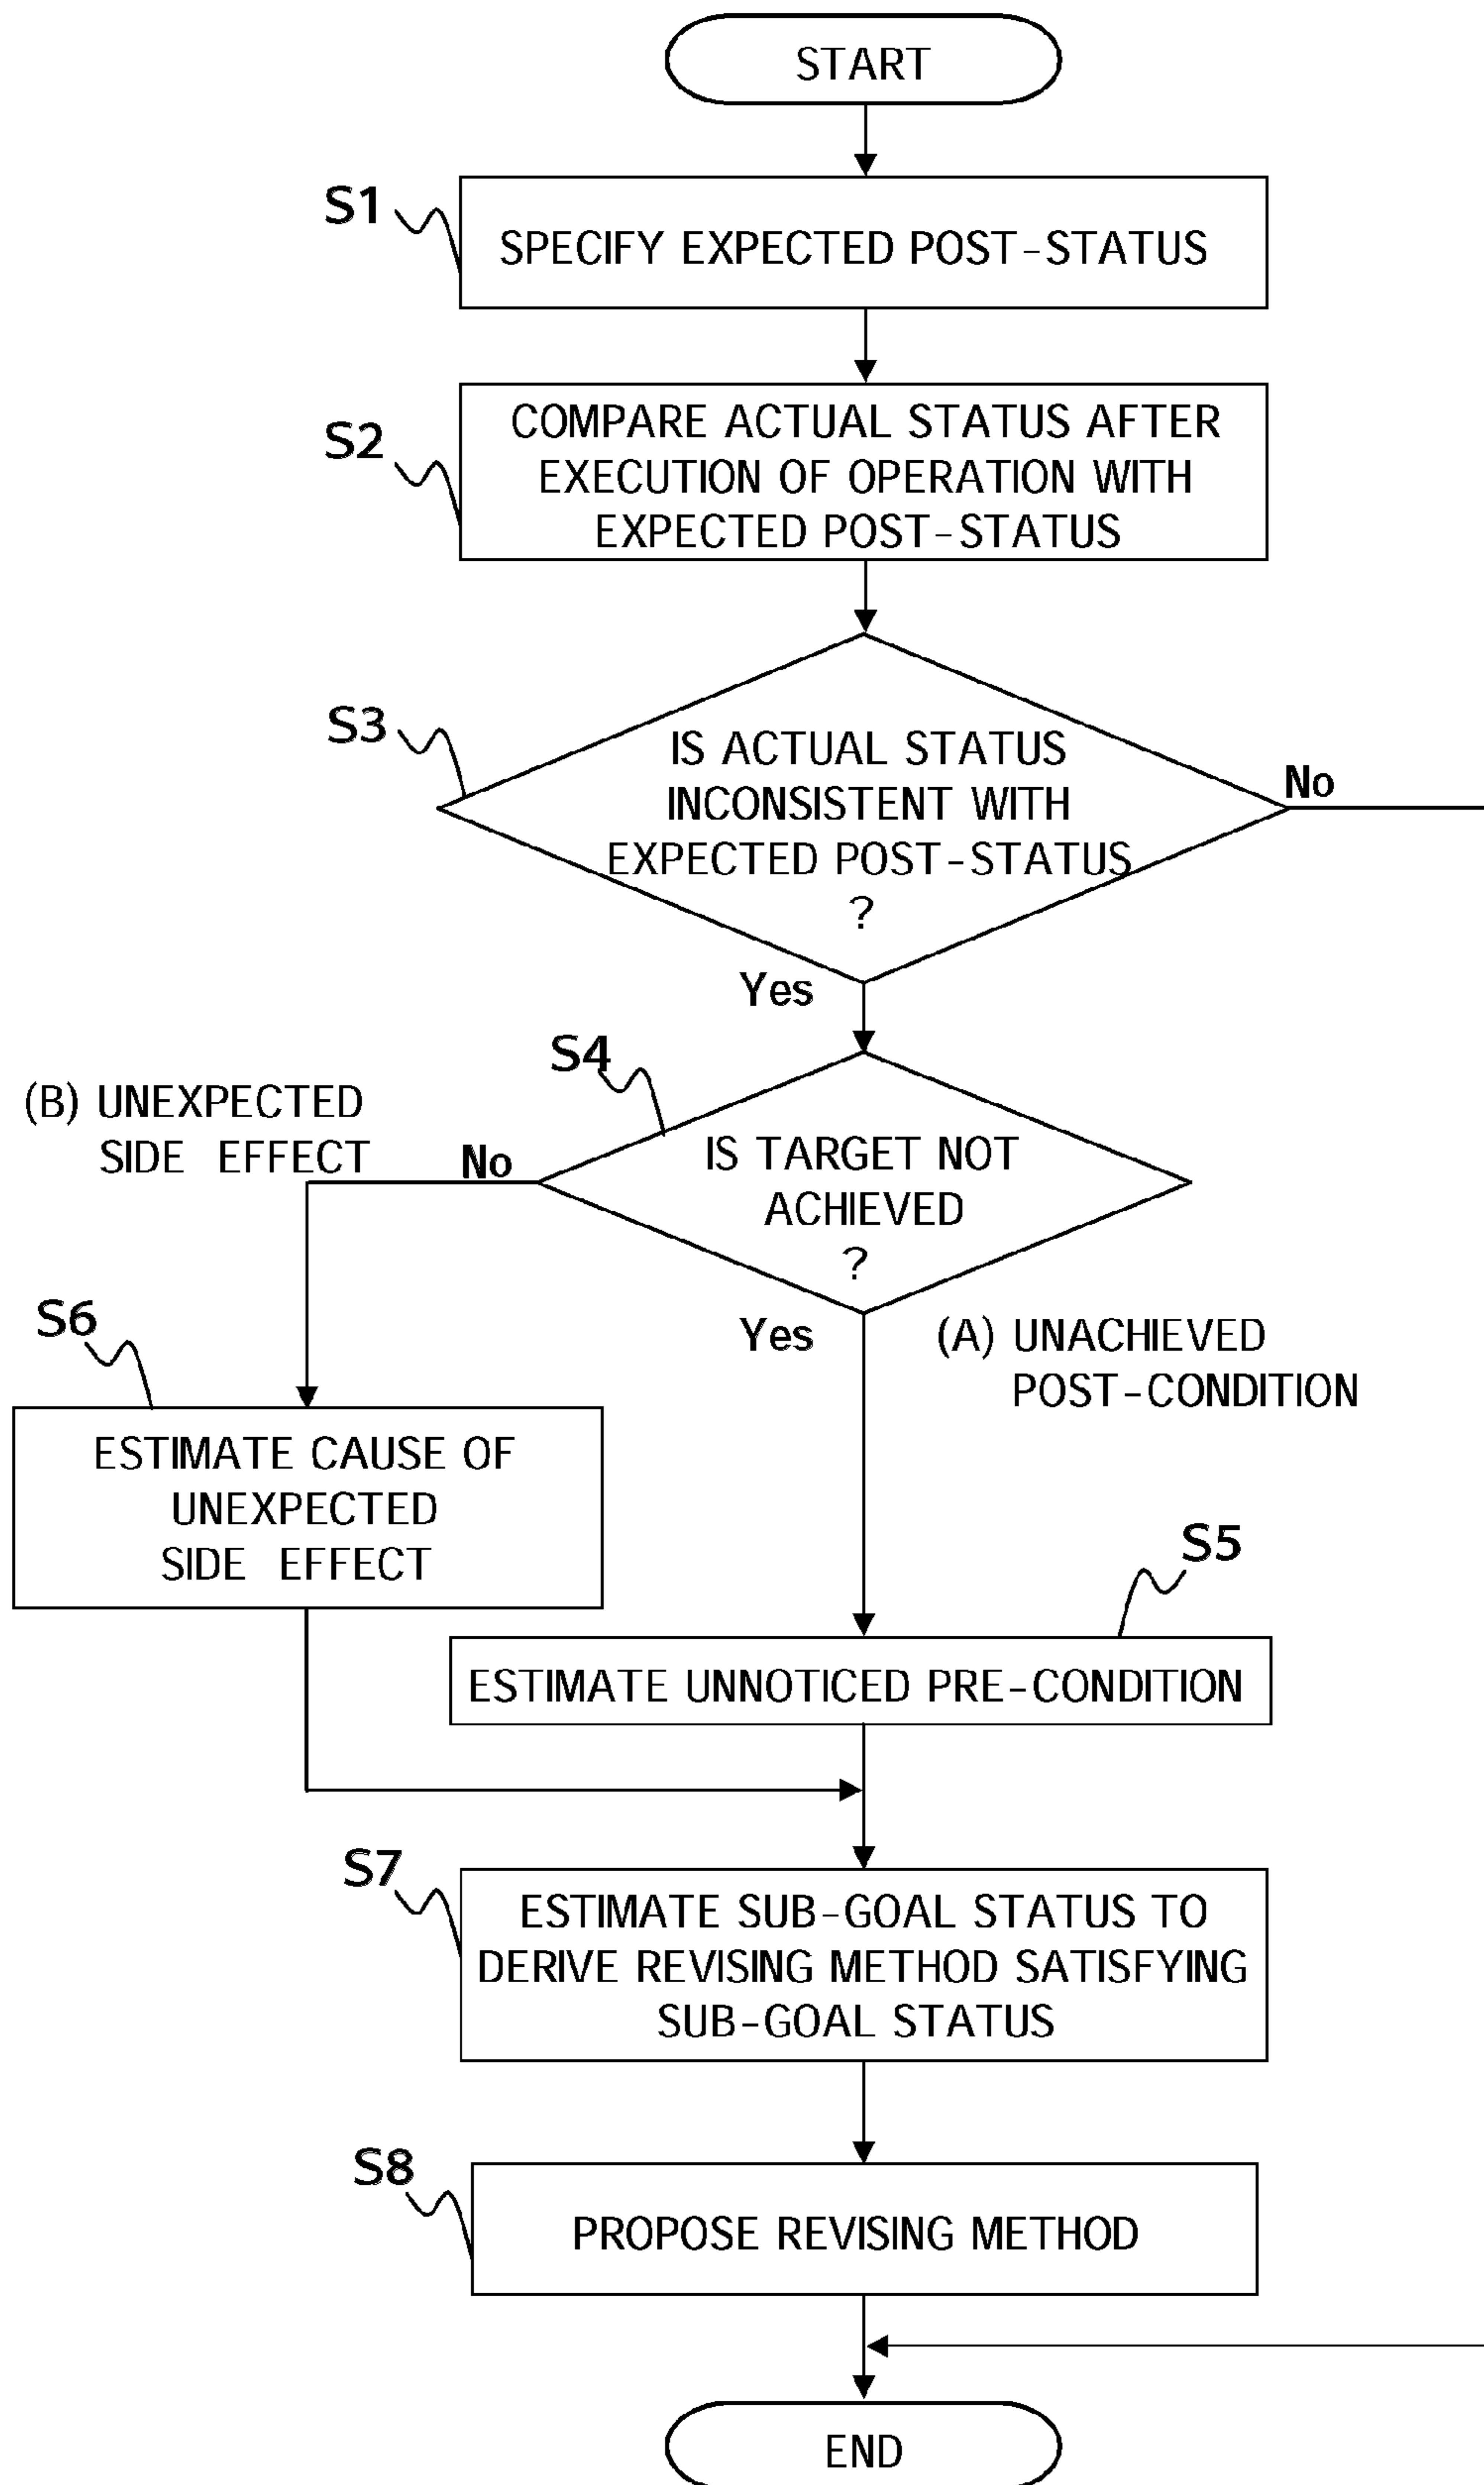 START
S1
SPECIFY EXPECTED POST-STATUS
S2
COMPARE ACTUAL STATUS AFTER
EXECUTION OF OPERATION WITH
EXPECTED POST-STATUS
S3
IS ACTUAL STATUS
INCONSISTENT WITH
EXPECTED POST-STATUS
?
No
Yes
S4
(B) UNEXPECTED
SIDE EFFECT
No
IS TARGET NOT
ACHIEVED
?
Yes
(A) UNACHIEVED
POST-CONDITION
S6
ESTIMATE CAUSE OF
UNEXPECTED
SIDE EFFECT
S5
ESTIMATE UNNOTICED PRE-CONDITION
S7
ESTIMATE SUB-GOAL STATUS TO
DERIVE REVISING METHOD SATISFYING
SUB-GOAL STATUS
S8
PROPOSE REVISING METHOD
END